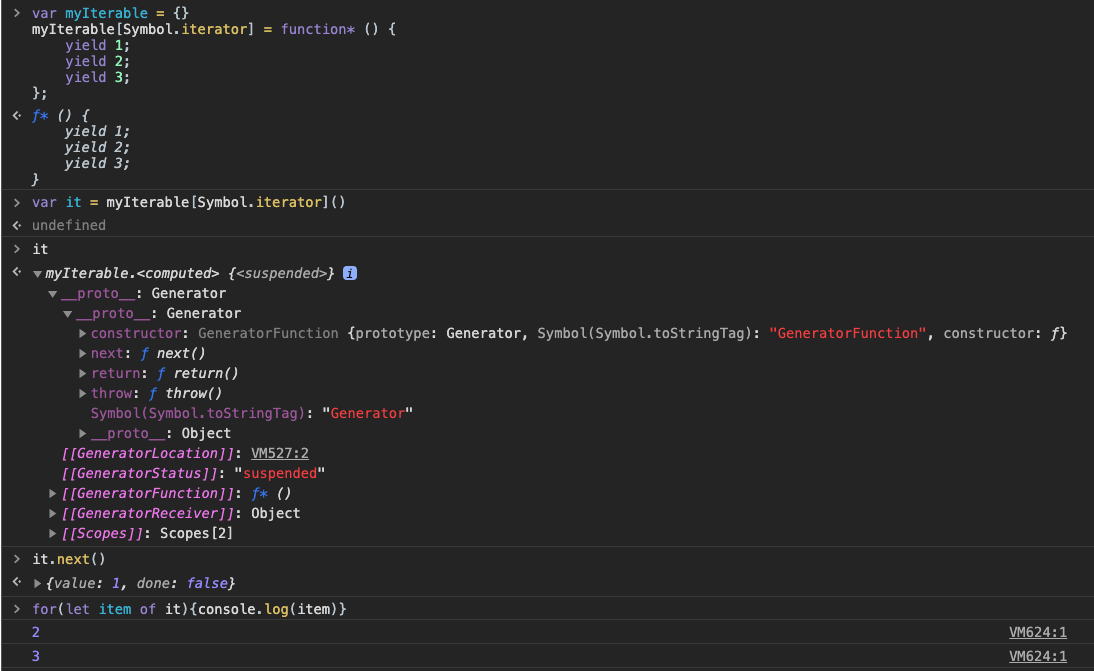 > var myIterable = {}
myIterable[Symbol.iterator] = function* () {
    yield 1;
    yield 2;
    yield 3;
};
ƒ* () {
    yield 1;
    yield 2;
    yield 3;
}
> var it = myIterable[Symbol.iterator]()
undefined
> it
myIterable.<computed> {<suspended>} i
__proto__: Generator
__proto__: Generator
constructor: GeneratorFunction {prototype: Generator, Symbol(Symbol.toStringTag): "GeneratorFunction", constructor: ƒ}
next: ƒ next()
return: ƒ return()
throw: ƒ throw()
Symbol(Symbol.toStringTag): "Generator"
__proto__: Object
[[GeneratorLocation]]: VM527:2
[[GeneratorStatus]]: "suspended"
[[GeneratorFunction]]: ƒ* ()
[[GeneratorReceiver]]: Object
[[Scopes]]: Scopes[2]
> it.next()
{value: 1, done: false}
> for(let item of it){console.log(item)}
2 VM624:1
3 VM624:1